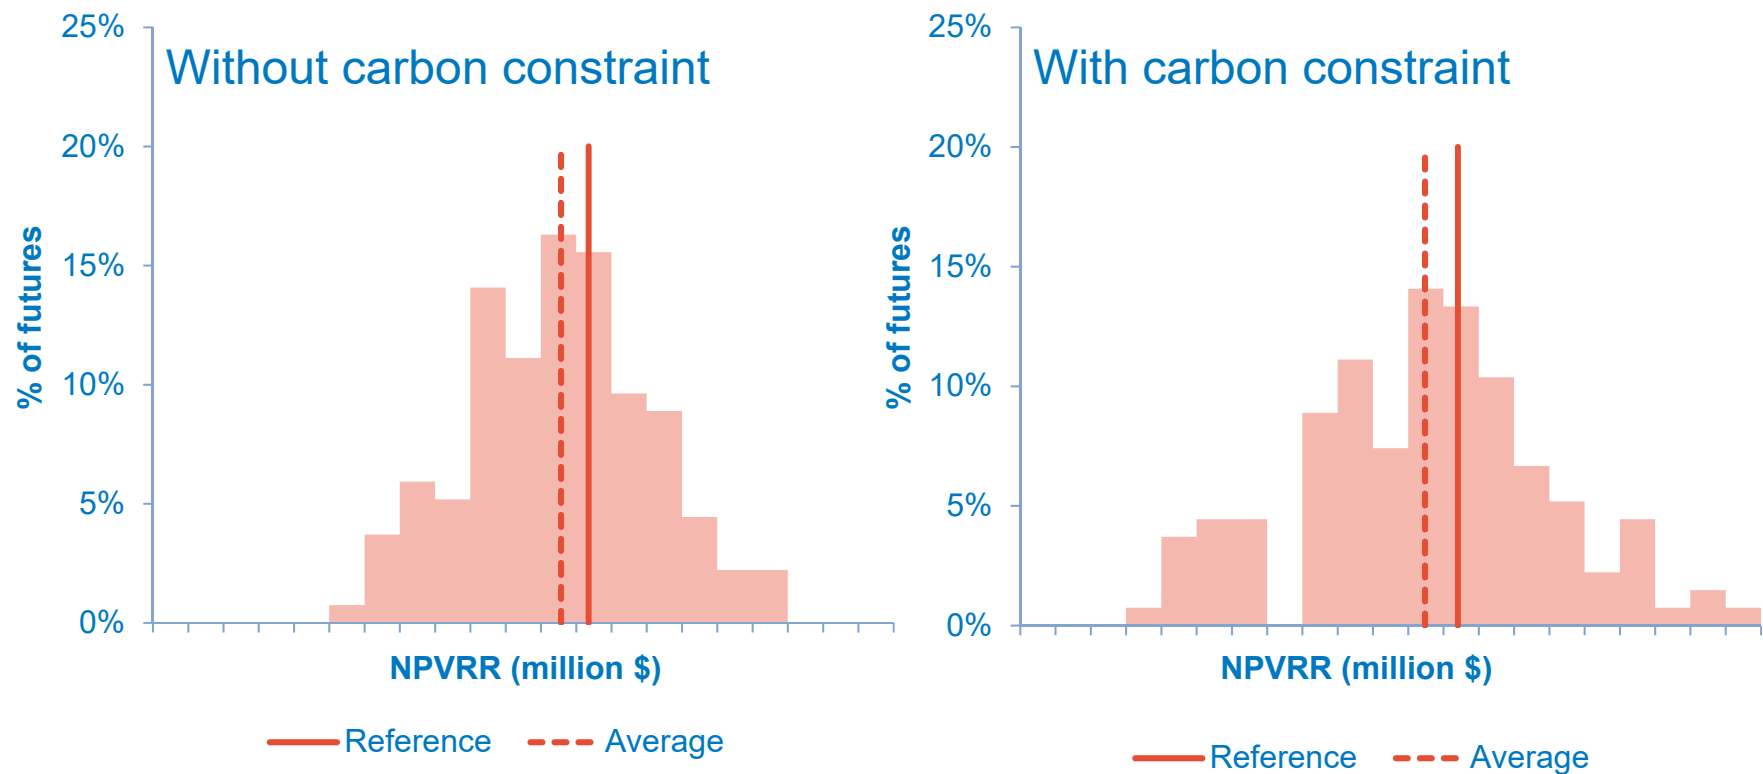 Without carbon constraint
25%
20%
15%
10%
5%
0%
% of futures
NPVRR (million $)
Reference
Average
With carbon constraint
25%
20%
15%
10%
5%
0%
% of futures
NPVRR (million $)
Reference
Average